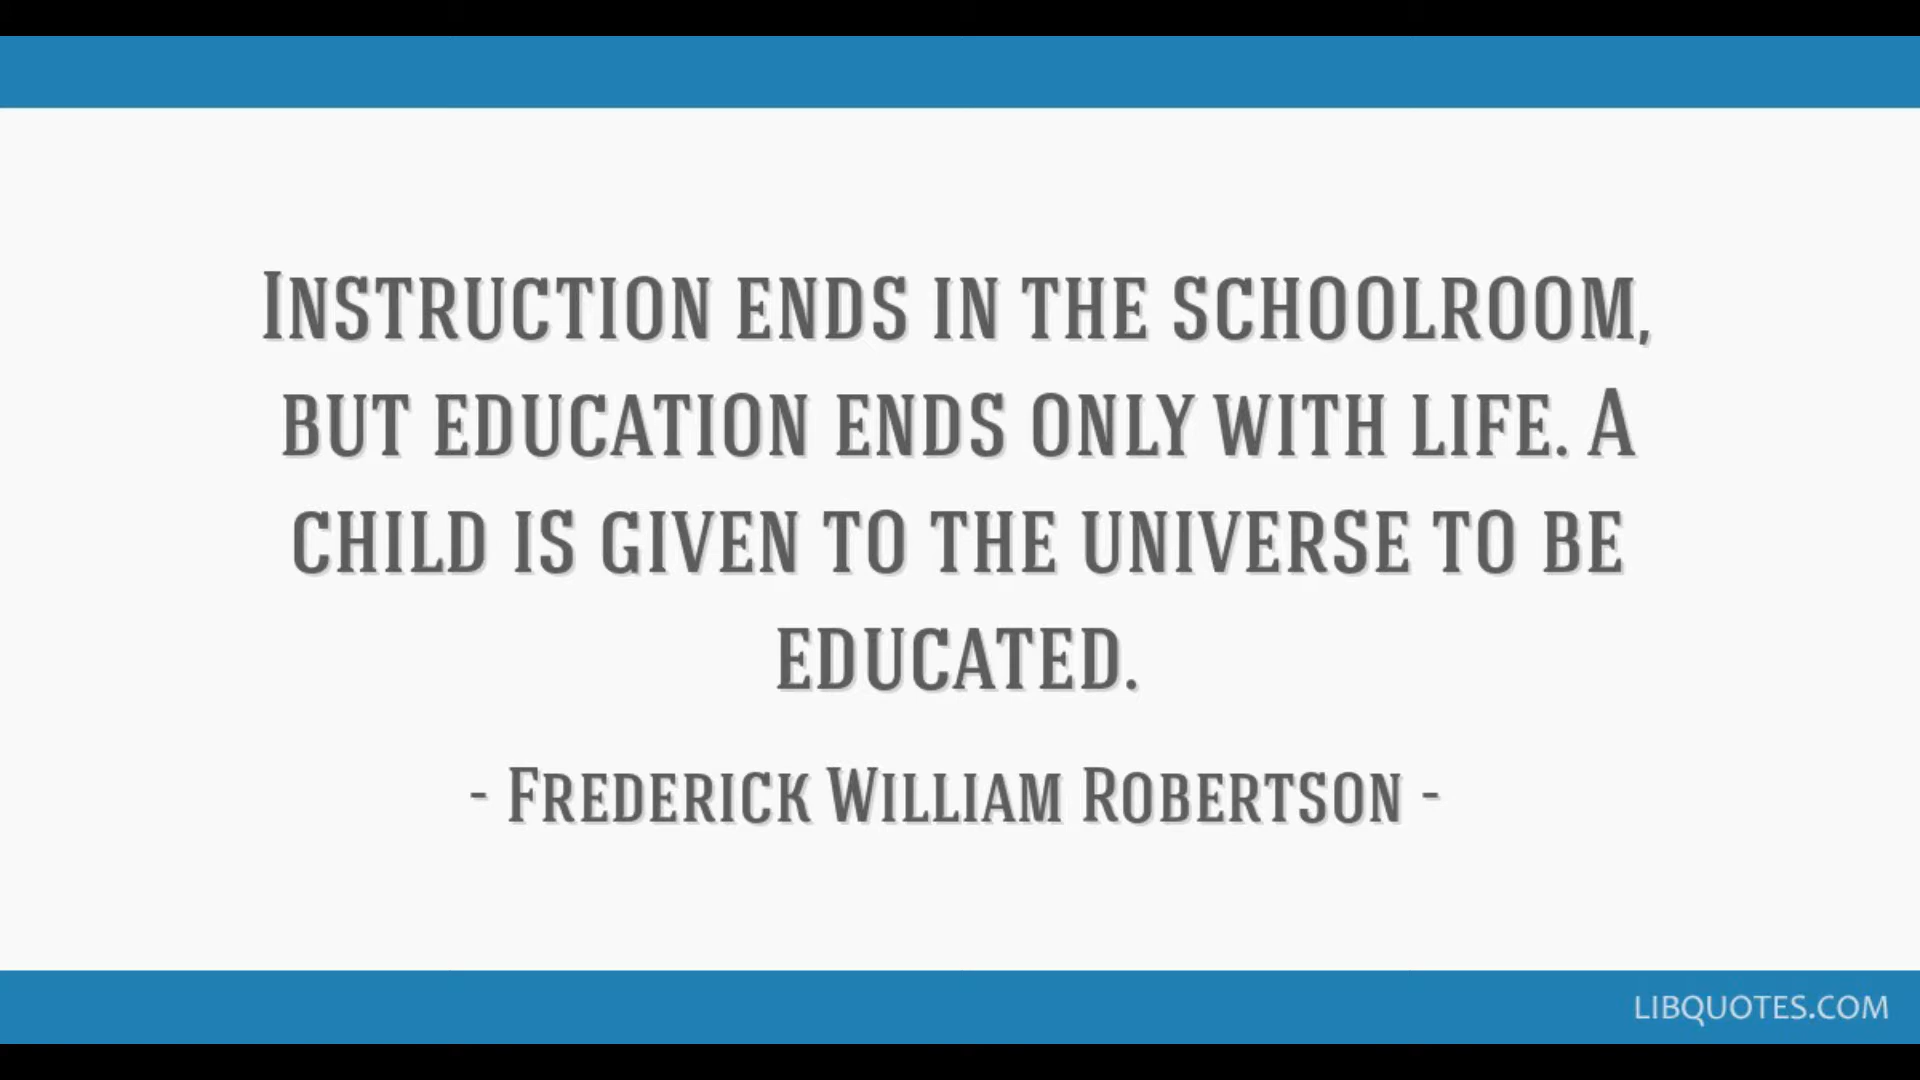 Instruction ends in the schoolroom,
but education ends only with life. A
child is given to the universe to be
educated.
- Frederick William Robertson -
LIBQUOTES.COM